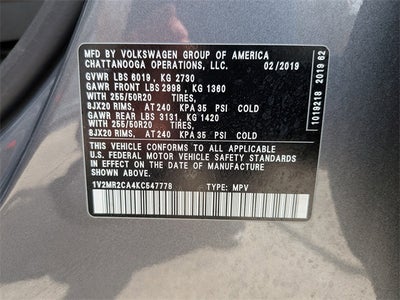 MFD BY VOLKSWAGEN GROUP OF AMERICA
CHATTANOOGA OPERATIONS, LLC. 02/2019
GVWR LBS 6019, KG 2730
GAWR FRONT LBS 2998, KG 1360
WITH 255/50R20 TIRES,
8JX20 RIMS, AT 240 KPA 35 PSI COLD
GAWR REAR LBS 3131, KG 1420
WITH 255/50R20 TIRES,
8JX20 RIMS, AT 240 KPA 35 PSI COLD
THIS VEHICLE CONFORMS TO ALL APPLICABLE
U.S. FEDERAL MOTOR VEHICLE SAFETY STANDARDS
IN EFFECT ON THE DATE OF MANUFACTURE
SHOWN ABOVE
1V2MR2CA4KC547778 TYPE: MPV
1019218 2019 62